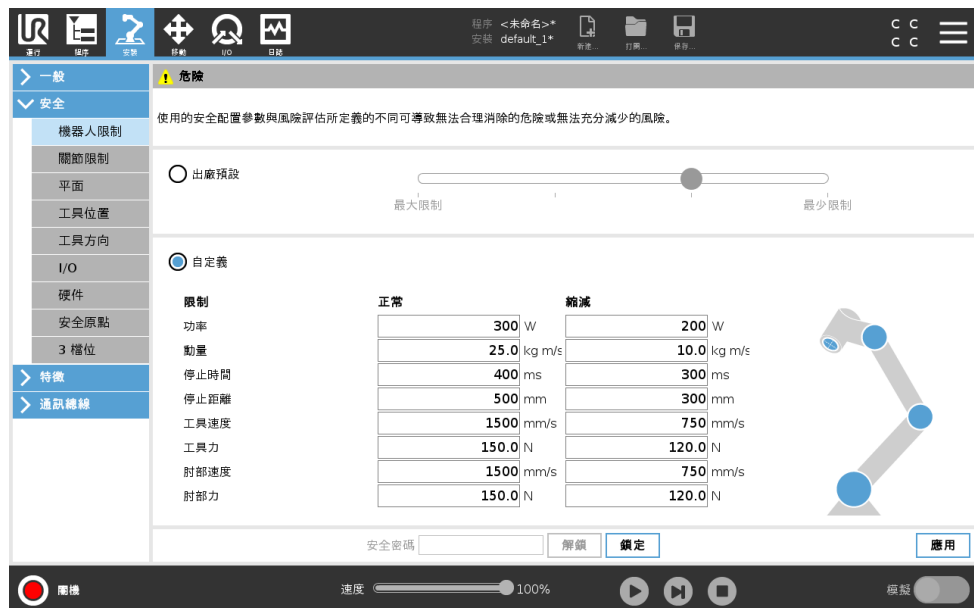 程序 <未命名>*
安裝 default_1*
運行 程序 安裝 移動 I/O 日誌 新建... 打開... 保存...
C C
C C
一般
安全
機器人限制
關節限制
平面
工具位置
工具方向
I/O
硬件
安全原點
3 檔位
特徵
通訊總線
危險
使用的安全配置參數與風險評估所定義的不同可導致無法合理消除的危險或無法充分減少的風險。
出廠預設
最大限制 最少限制
自定義
限制 正常 縮減
功率 300 W 200 W
動量 25.0 kg m/s 10.0 kg m/s
停止時間 400 ms 300 ms
停止距離 500 mm 300 mm
工具速度 1500 mm/s 750 mm/s
工具力 150.0 N 120.0 N
肘部速度 1500 mm/s 750 mm/s
肘部力 150.0 N 120.0 N
安全密碼 解鎖 鎖定 應用
關機 速度 100% 模擬